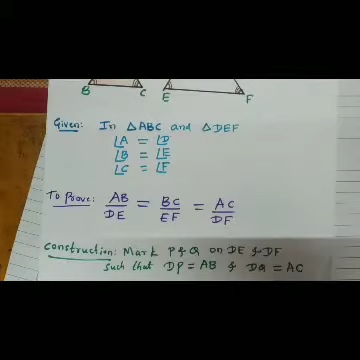 B C E F
Given: In △ABC and △DEF
∠A = ∠D
∠B = ∠E
∠C = ∠F
To Prove: AB/DE = BC/EF = AC/DF
Construction: Mark P & Q on DE & DF
such that DP = AB & DQ = AC